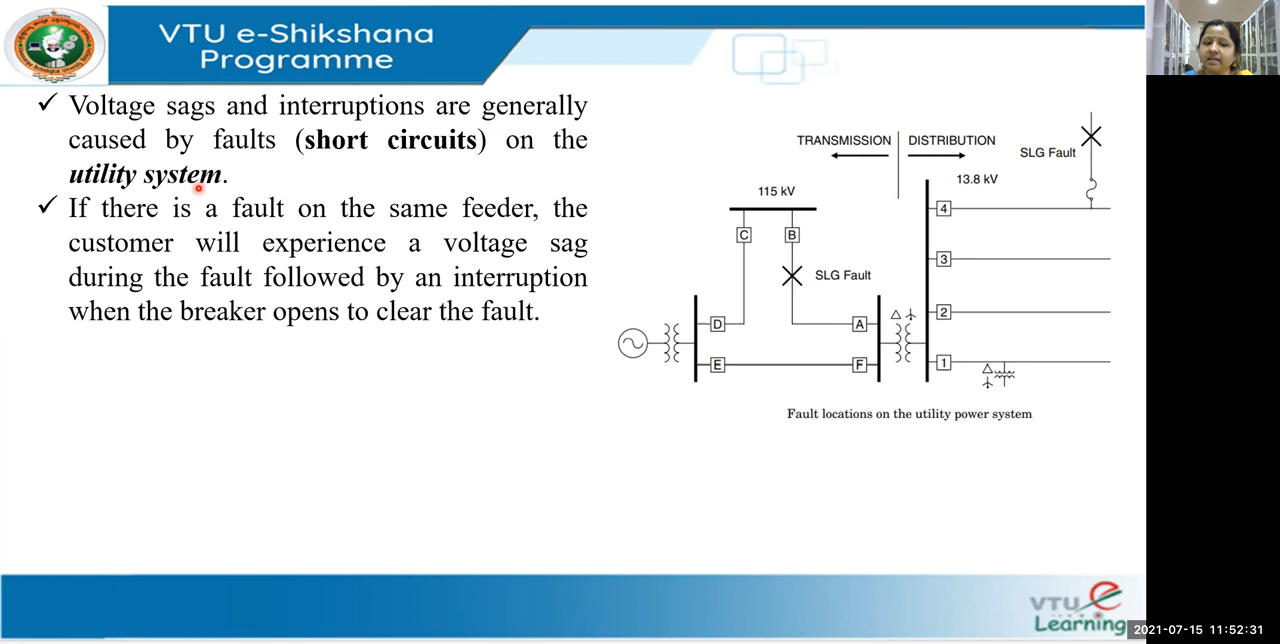 VTU e-Shikshana
Programme
✓ Voltage sags and interruptions are generally
caused by faults (short circuits) on the
utility system.
✓ If there is a fault on the same feeder, the
customer will experience a voltage sag
during the fault followed by an interruption
when the breaker opens to clear the fault.
TRANSMISSION
DISTRIBUTION
SLG Fault
13.8 kV
115 kV
4
C
B
3
SLG Fault
2
D
A
1
E
F
Fault locations on the utility power system
VTU e
Learning
2021-07-15 11:52:31